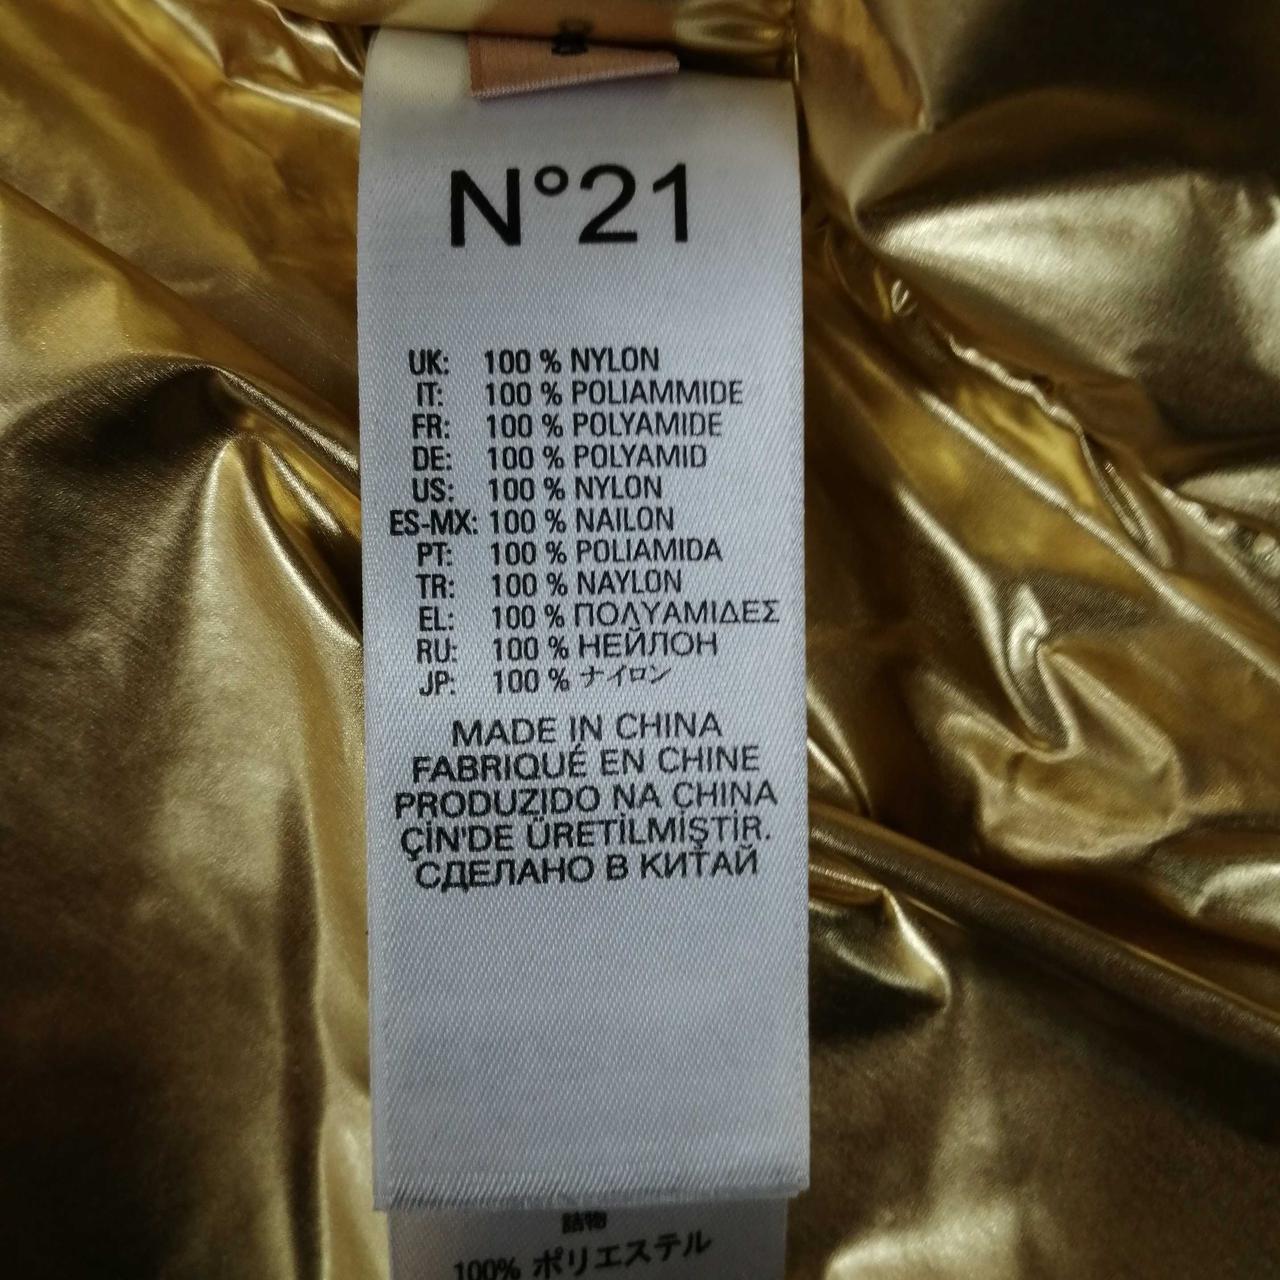 N°21
UK: 100 % NYLON
IT: 100 % POLIAMMIDE
FR: 100 % POLYAMIDE
DE: 100 % POLYAMID
US: 100 % NYLON
ES-MX: 100 % NAILON
PT: 100 % POLIAMIDA
TR: 100 % NAYLON
EL: 100 % ΠΟΛΥΑΜΙΔΕΣ
RU: 100 % НЕЙЛОН
JP: 100 % ナイロン
MADE IN CHINA
FABRIQUÉ EN CHINE
PRODUZIDO NA CHINA
ÇİN'DE ÜRETİLMİŞTİR.
СДЕЛАНО В КИТАЙ
詰物
100% ポリエステル